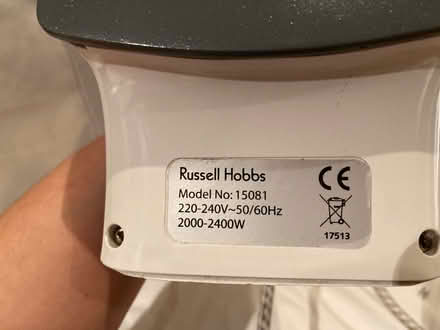 Russell Hobbs
Model No: 15081
220-240V~50/60Hz
2000-2400W
CE
17513